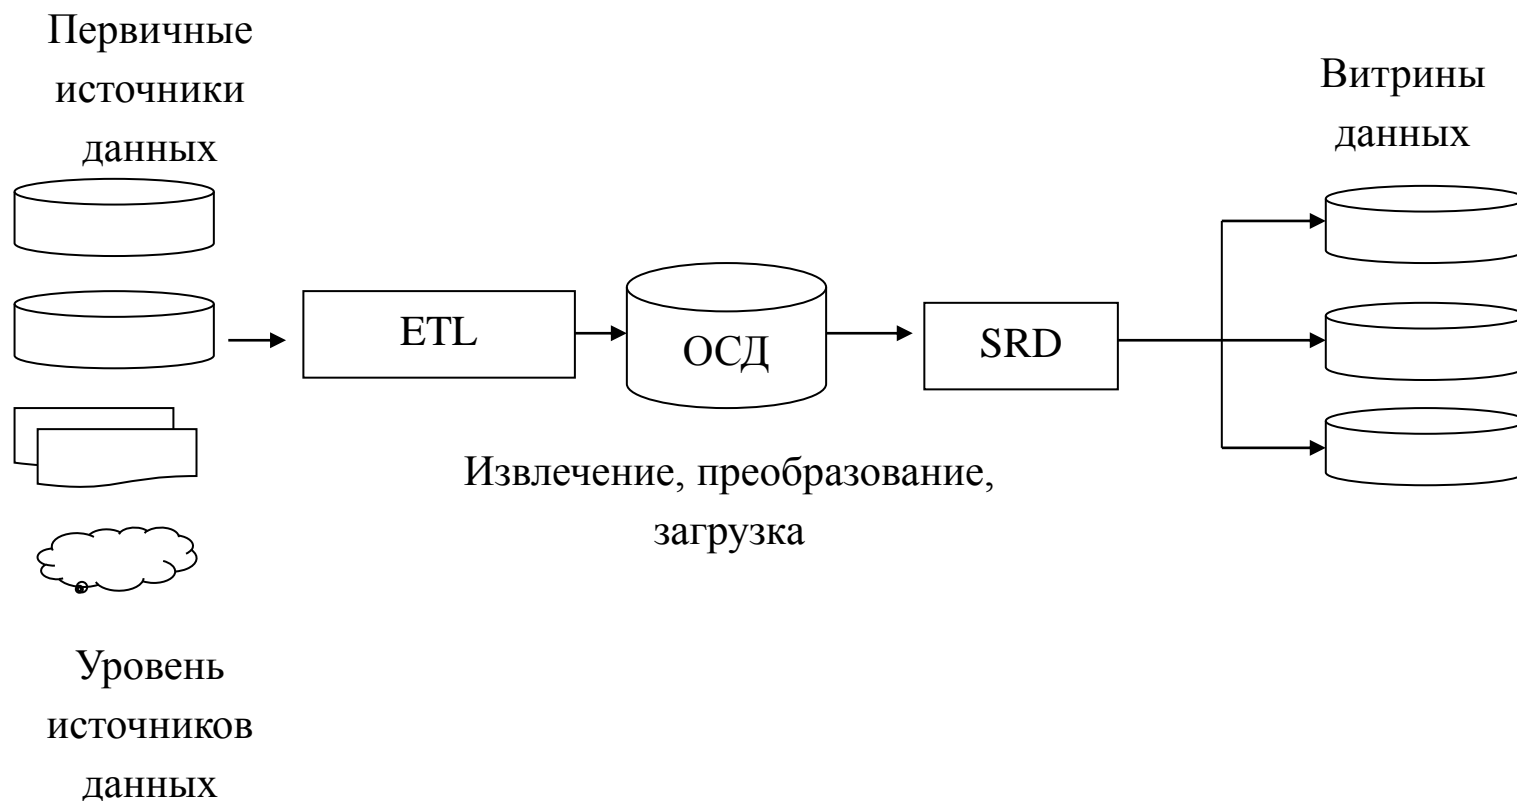 Первичные
источники
данных
Витрины
данных
ETL
ОСД
SRD
Извлечение, преобразование,
загрузка
Уровень
источников
данных